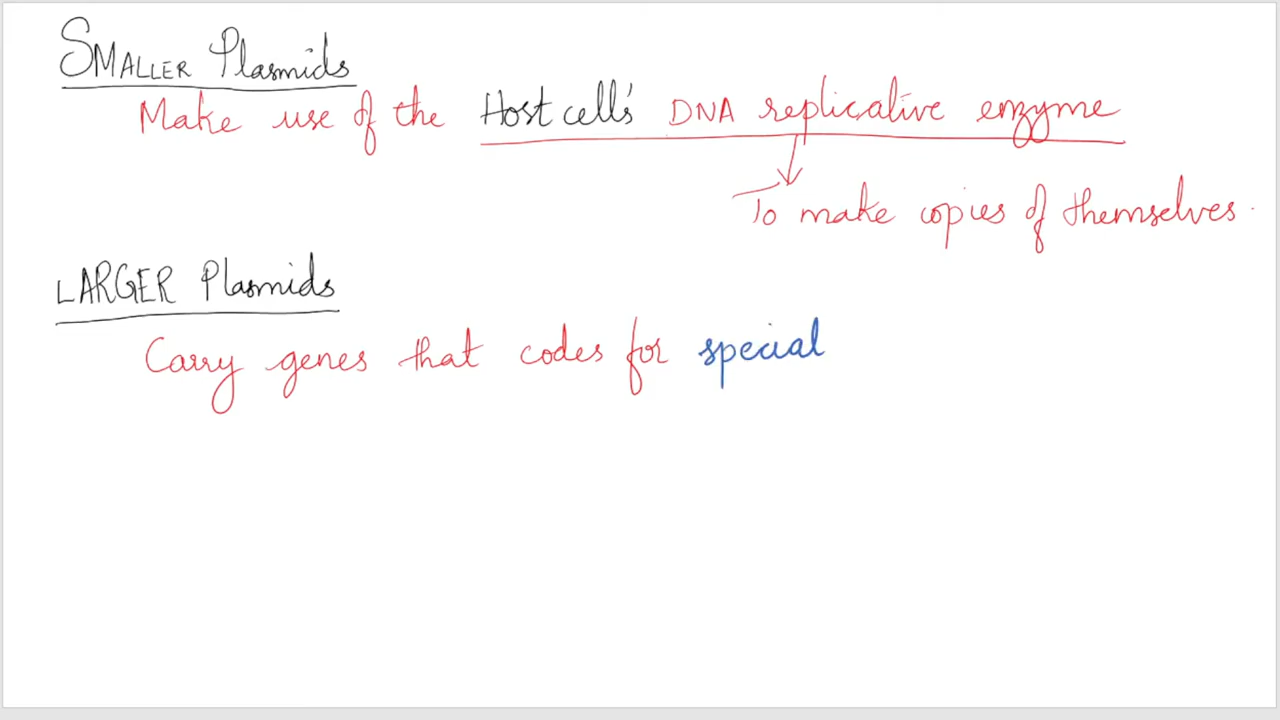 SMALLER Plasmids
Make use of the Host cell's DNA replicative enzyme
To make copies of themselves.
LARGER Plasmids
Carry genes that codes for special